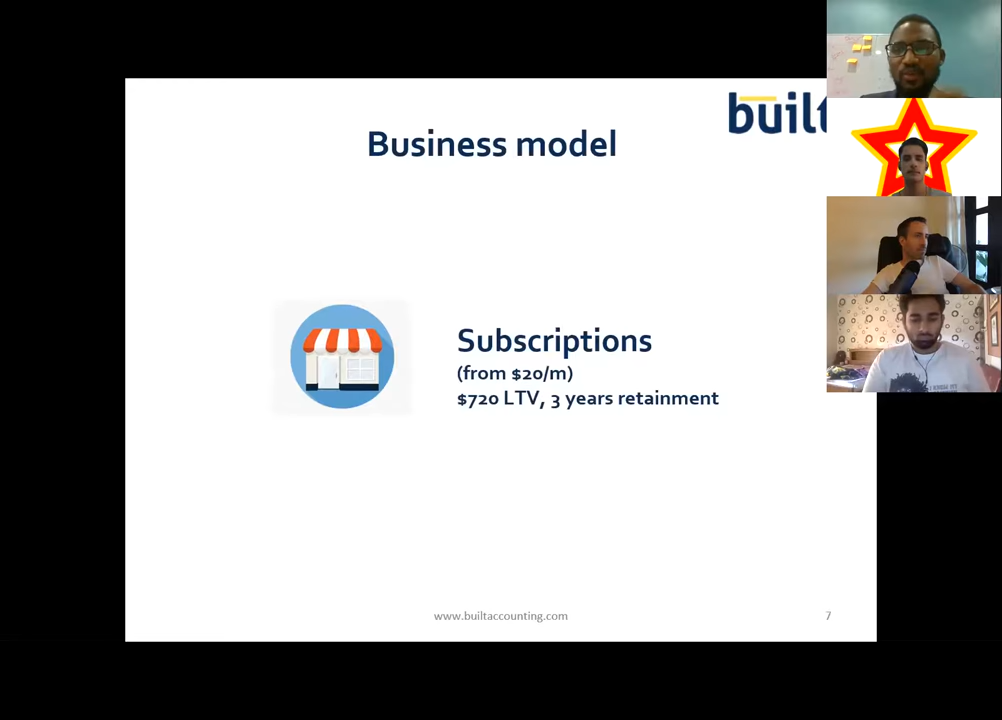 built
Business model
Subscriptions
(from $20/m)
$720 LTV, 3 years retainment
www.builtaccounting.com
7